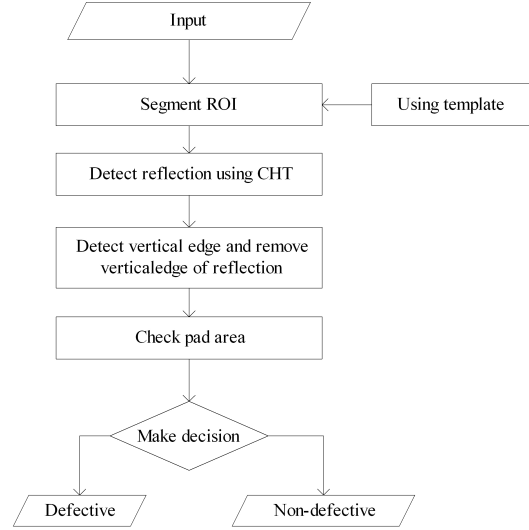 Input
Segment ROI
Using template
Detect reflection using CHT
Detect vertical edge and remove
verticaledge of reflection
Check pad area
Make decision
Defective
Non-defective